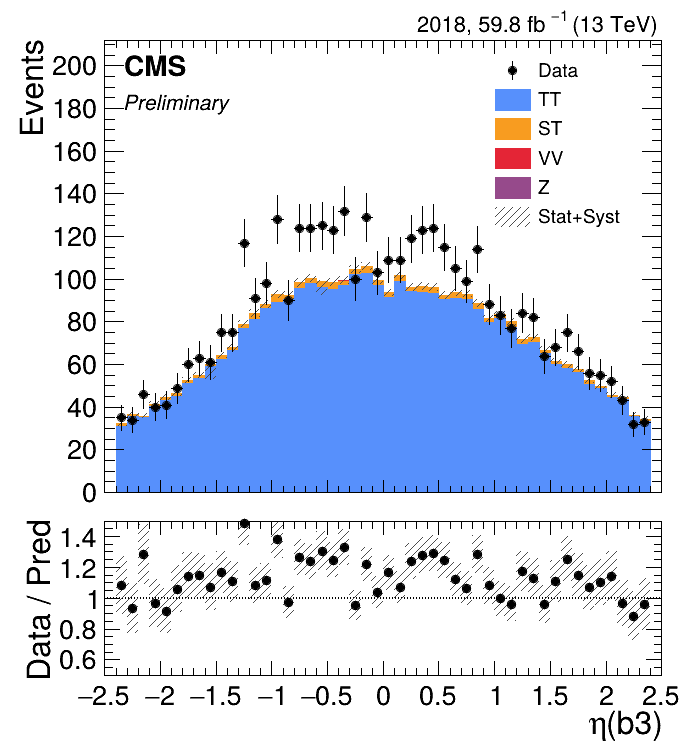 2018, 59.8 fb⁻¹ (13 TeV)
CMS
Preliminary
Events
200
180
160
140
120
100
80
60
40
20
0
Data
TT
ST
VV
Z
Stat+Syst
Data / Pred
1.4
1.2
1
0.8
0.6
−2.5 −2 −1.5 −1 −0.5 0 0.5 1 1.5 2 2.5
η(b3)